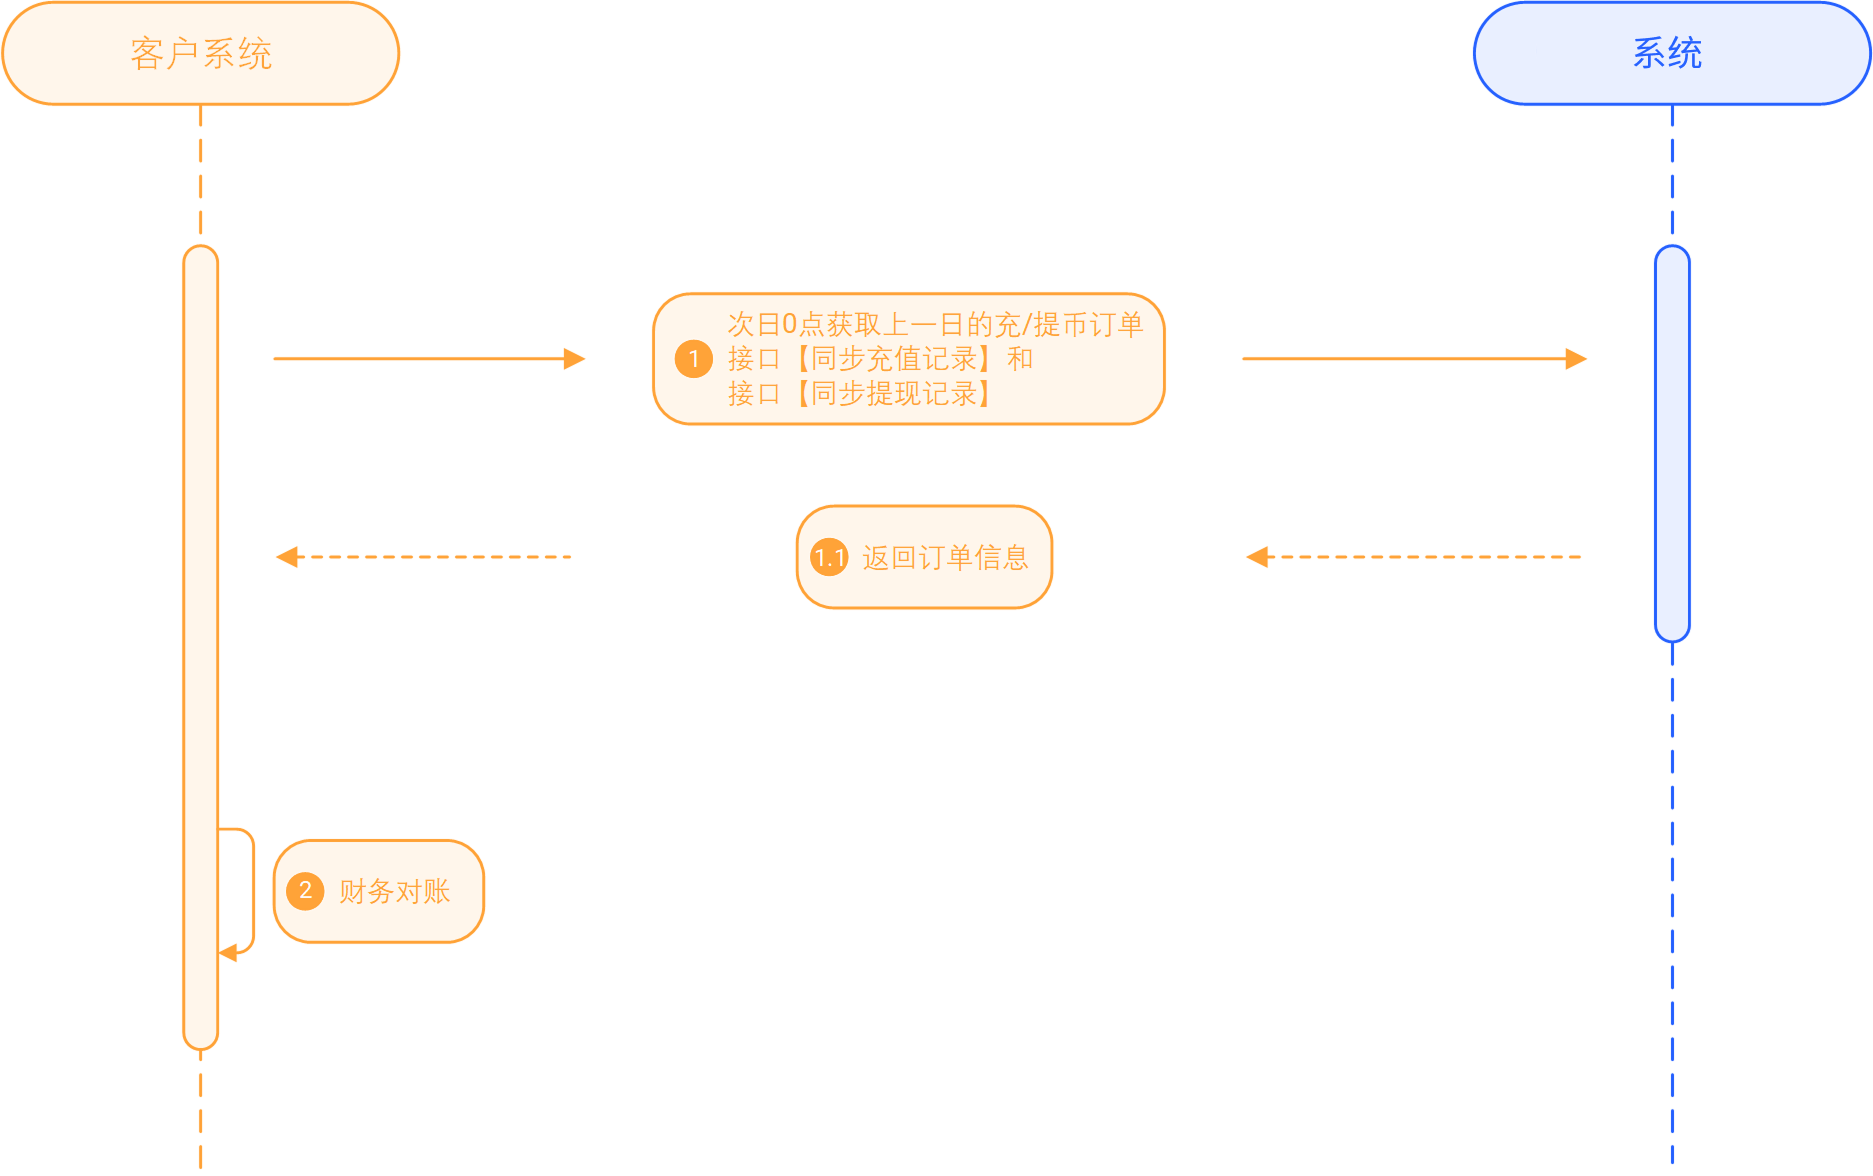 客户系统
系统
1
次日0点获取上一日的充/提币订单
接口【同步充值记录】和
接口【同步提现记录】
1.1 返回订单信息
2 财务对账